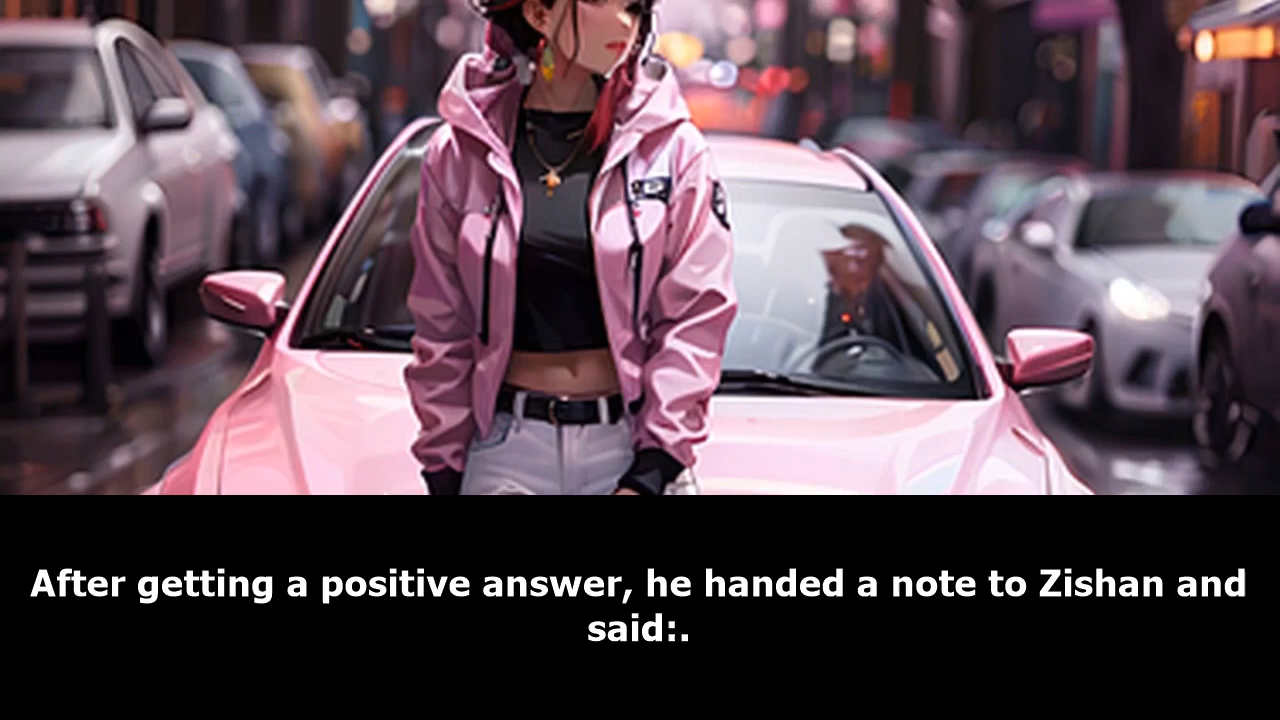 After getting a positive answer, he handed a note to Zishan and
said:.